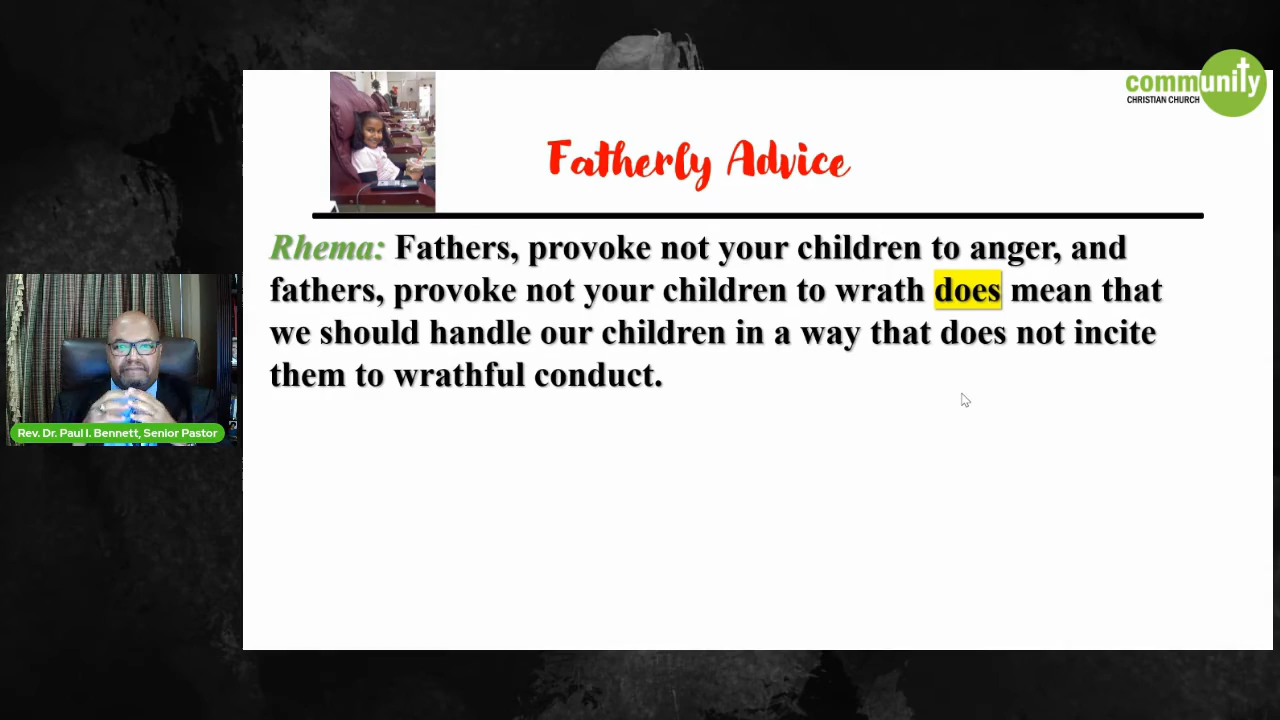 community
CHRISTIAN CHURCH
Fatherly Advice
Rhema: Fathers, provoke not your children to anger, and
fathers, provoke not your children to wrath does mean that
we should handle our children in a way that does not incite
them to wrathful conduct.
Rev. Dr. Paul I. Bennett, Senior Pastor